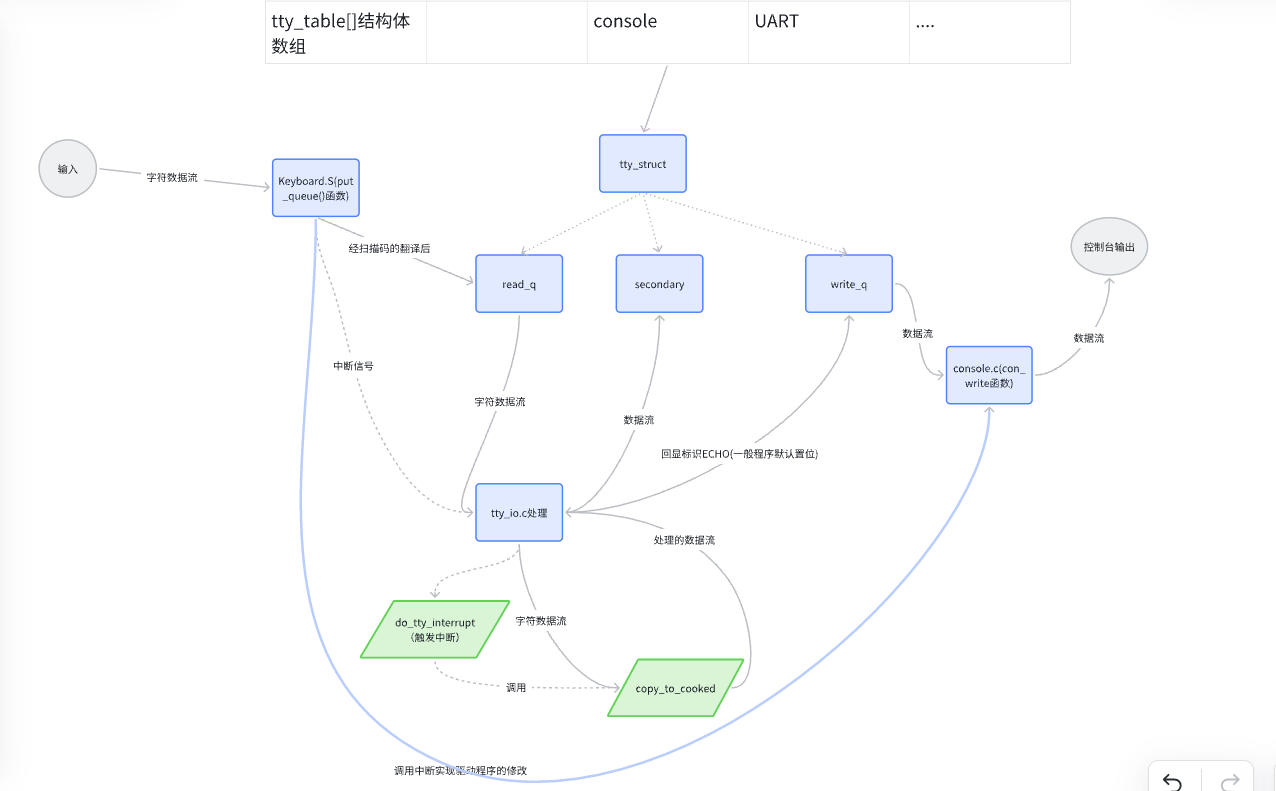 tty_table[]结构体
数组
console
UART
....
tty_struct
输入
字符数据流
Keyboard.S(put
_queue()函数)
控制台输出
经扫描码的翻译后
read_q
secondary
write_q
数据流
数据流
中断信号
console.c(con_
write函数)
字符数据流
数据流
回显标识ECHO(一般程序默认置位)
tty_io.c处理
处理的数据流
do_tty_interrupt
（触发中断）
字符数据流
调用
copy_to_cooked
调用中断实现驱动程序的修改